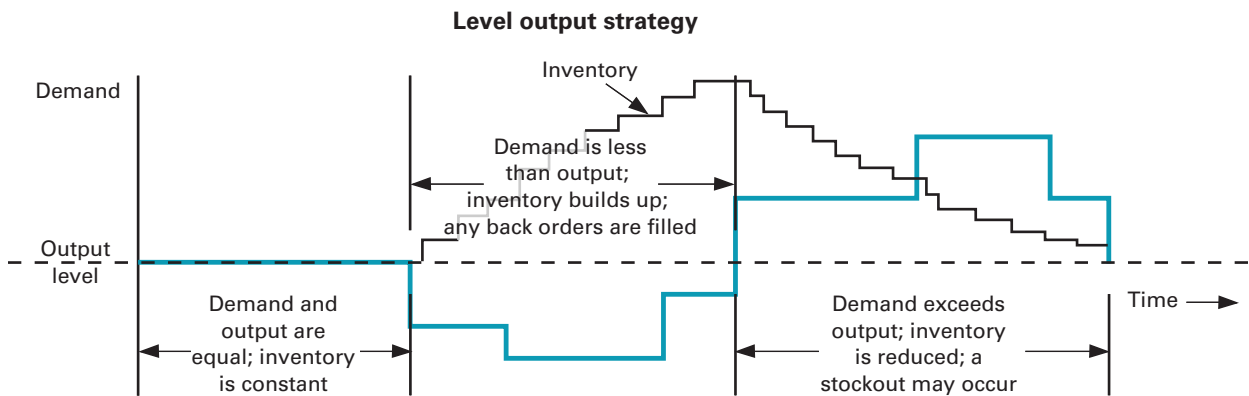 Level output strategy
Inventory
Demand
Demand is less
than output;
inventory builds up;
any back orders are filled
Output
level
Time
Demand and
output are
equal; inventory
is constant
Demand exceeds
output; inventory
is reduced; a
stockout may occur